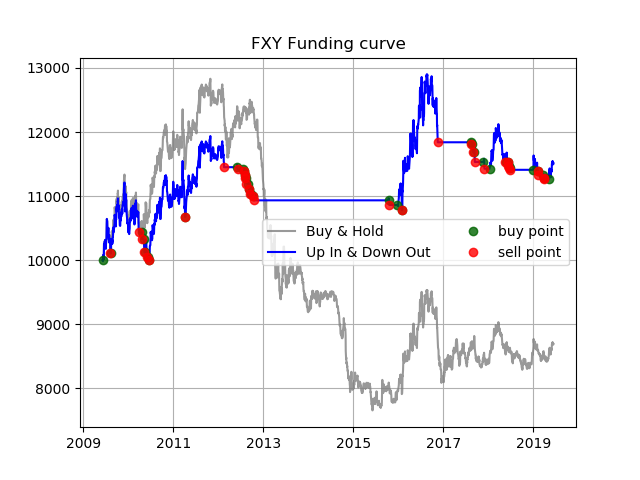 FXY Funding curve
13000
12000
11000
10000
9000
8000
Buy & Hold
Up In & Down Out
buy point
sell point
2009 2011 2013 2015 2017 2019